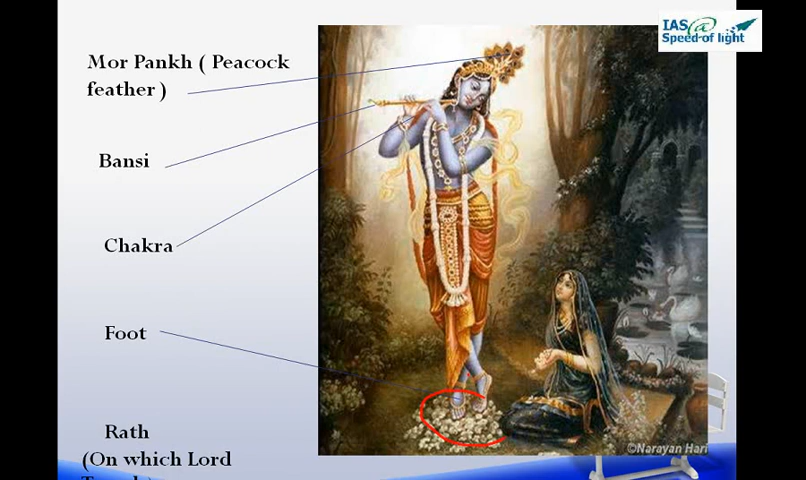 IAS@
Speed of light
Mor Pankh ( Peacock
feather )
Bansi
Chakra
Foot
Rath
(On which Lord
©Narayan Hari